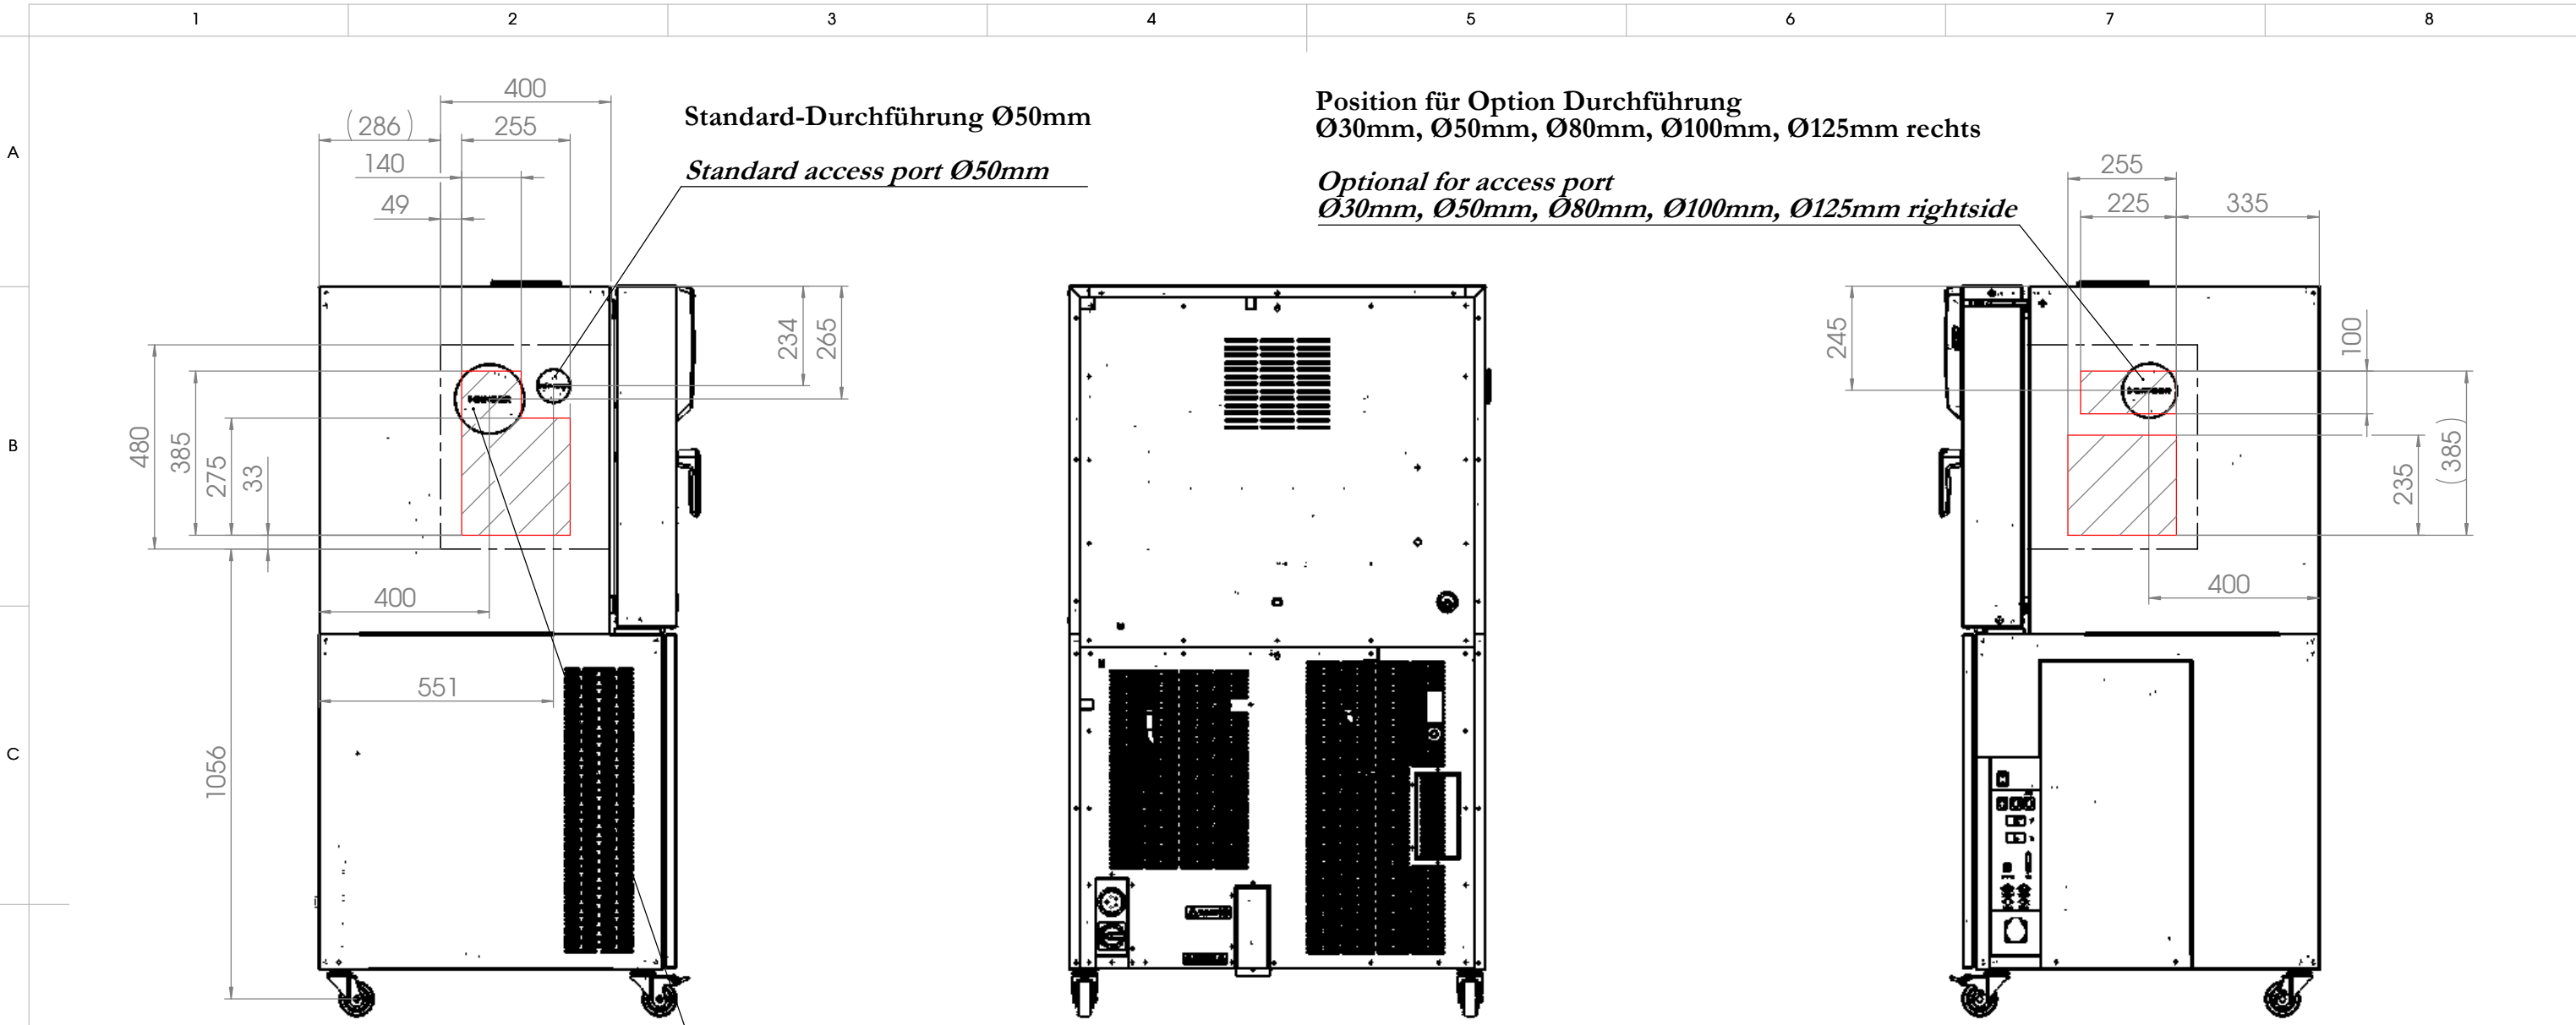 1 2 3 4 5 6 7 8
A
B
C
400
(286) 255
140
49
Standard-Durchführung Ø50mm
Standard access port Ø50mm
Position für Option Durchführung
Ø30mm, Ø50mm, Ø80mm, Ø100mm, Ø125mm rechts
Optional for access port
Ø30mm, Ø50mm, Ø80mm, Ø100mm, Ø125mm rightside
255
225 335
234
265
480
385
275
33
400
551
1056
245
100
(385)
235
400